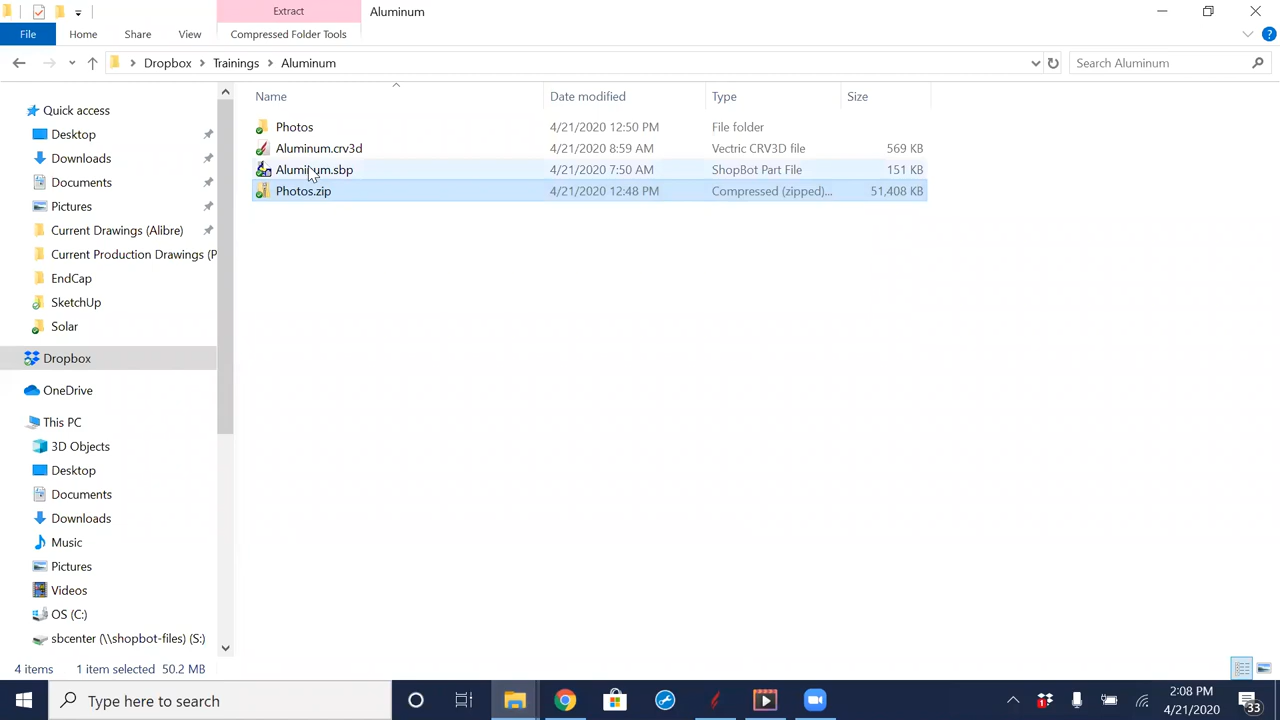 Extract
Aluminum
File
Home
Share
View
Compressed Folder Tools
Dropbox
Trainings
Aluminum
Search Aluminum
Name
Date modified
Type
Size
Quick access
Desktop
Downloads
Documents
Pictures
Current Drawings (Alibre)
Current Production Drawings (P
EndCap
SketchUp
Solar
Dropbox
OneDrive
This PC
3D Objects
Desktop
Documents
Downloads
Music
Pictures
Videos
OS (C:)
sbcenter (\\shopbot-files) (S:)
Photos 4/21/2020 12:50 PM File folder
Aluminum.crv3d 4/21/2020 8:59 AM Vectric CRV3D file 569 KB
Aluminum.sbp 4/21/2020 7:50 AM ShopBot Part File 151 KB
Photos.zip 4/21/2020 12:48 PM Compressed (zipped)... 51,408 KB
4 items 1 item selected 50.2 MB
Type here to search
2:08 PM
4/21/2020
33